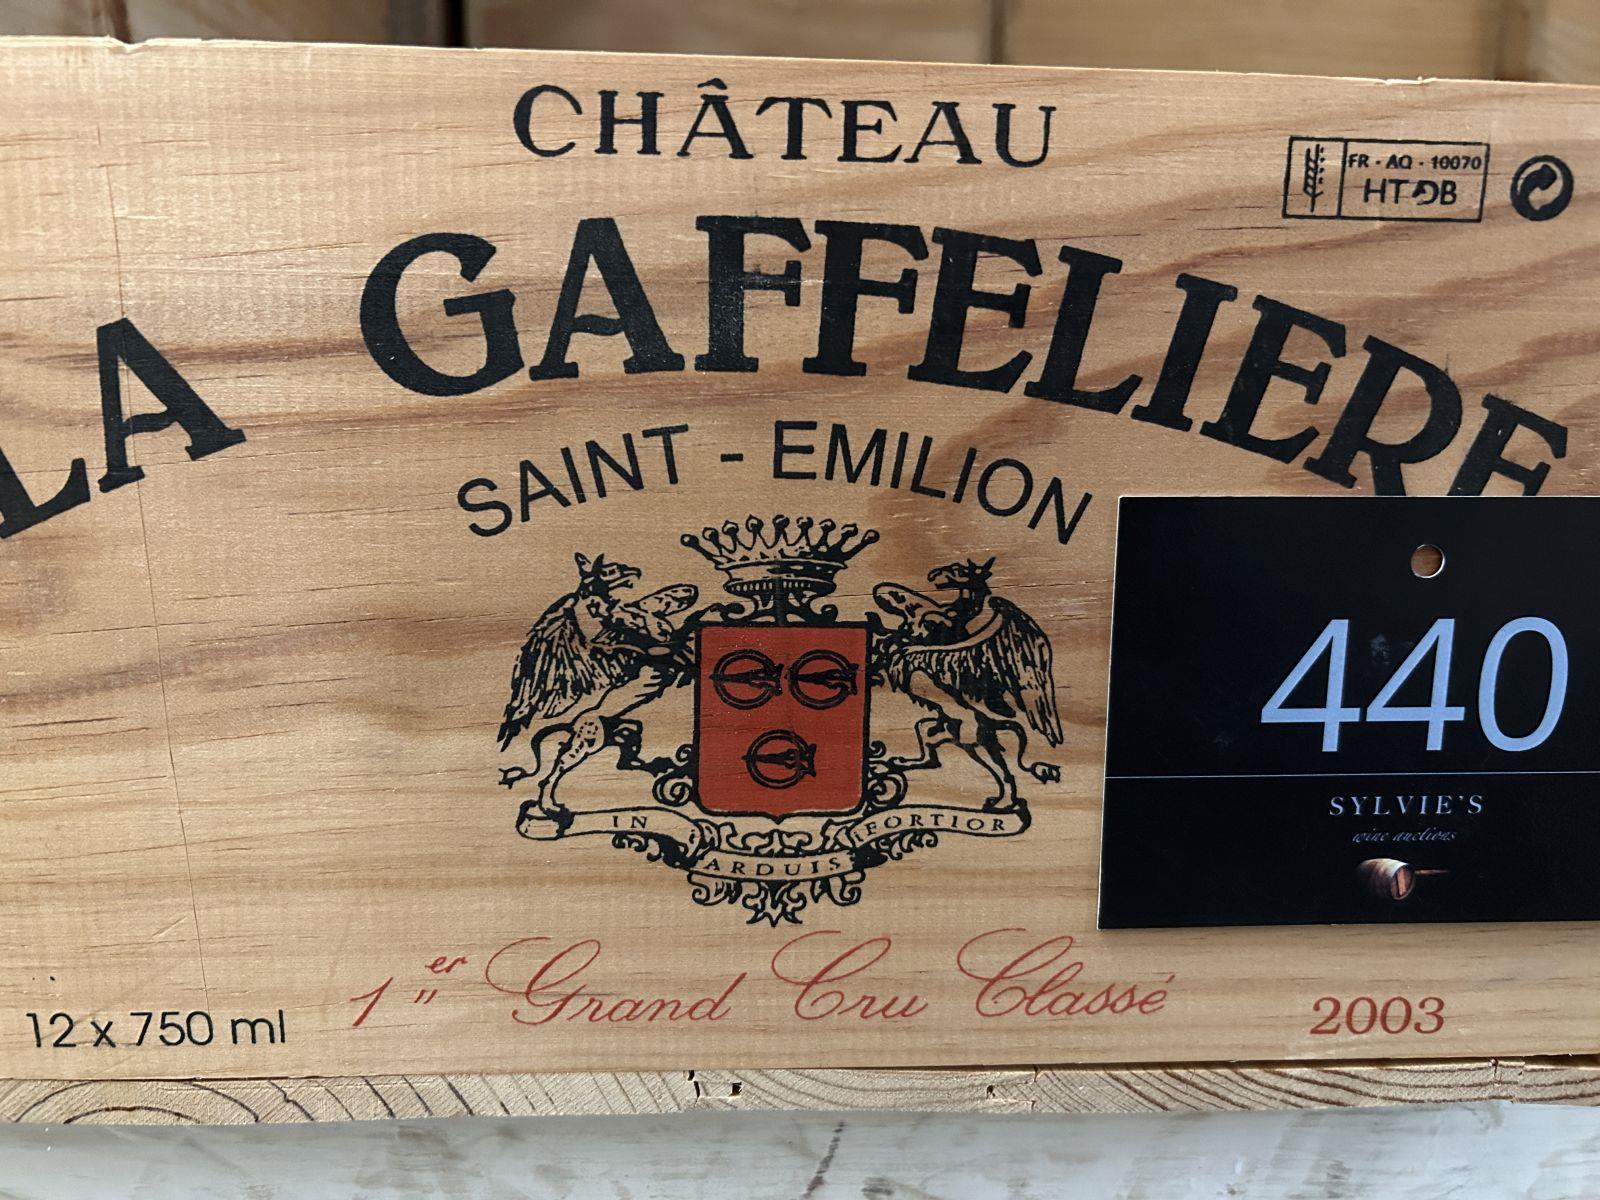 CHÂTEAU
LA GAFFELIERE
SAINT - EMILION
FR - AQ - 10070
HT DB
IN ARDUIS FORTIOR
1er Grand Cru Classé
2003
12 x 750 ml
440
SYLVIE'S
wine auctions